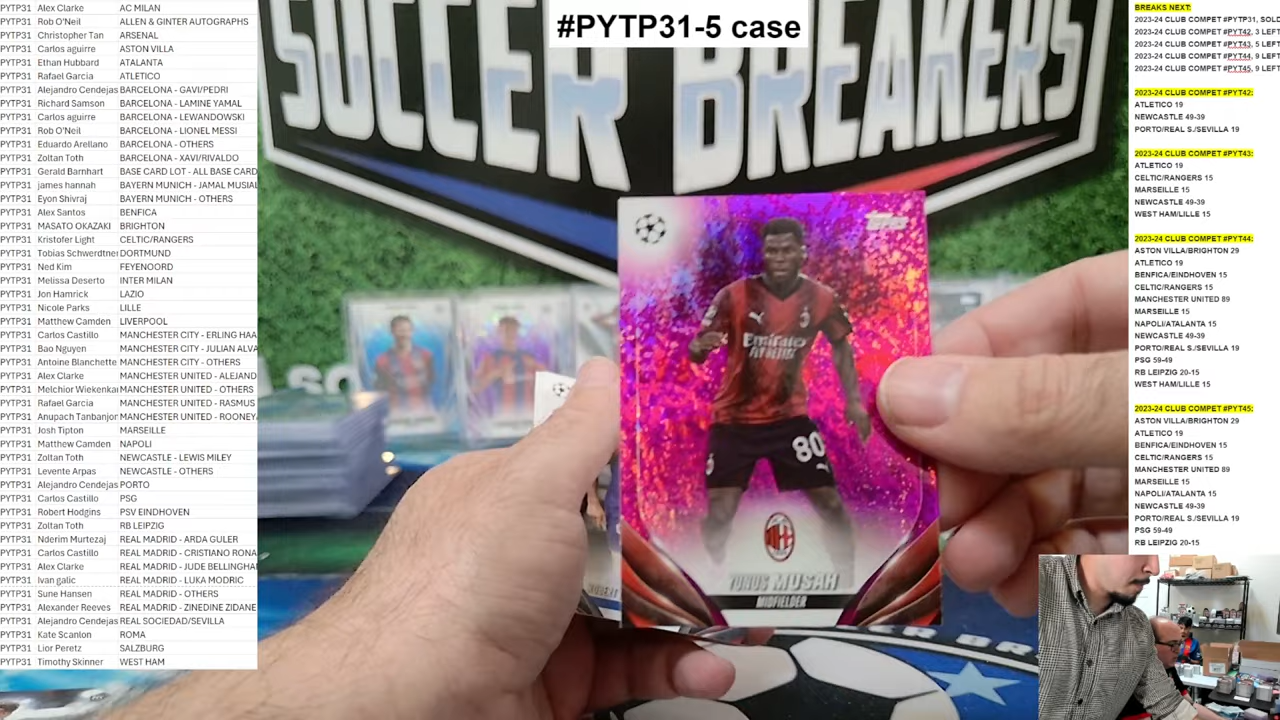 PYTP31 Alex Clarke AC MILAN
PYTP31 Rob O'Neil ALLEN & GINTER AUTOGRAPHS
PYTP31 Christopher Tan ARSENAL
PYTP31 Carlos aguirre ASTON VILLA
PYTP31 Ethan Hubbard ATALANTA
PYTP31 Rafael Garcia ATLETICO
PYTP31 Alejandro Cendejas BARCELONA - GAVI/PEDRI
PYTP31 Richard Samson BARCELONA - LAMINE YAMAL
PYTP31 Carlos aguirre BARCELONA - LEWANDOWSKI
PYTP31 Rob O'Neil BARCELONA - LIONEL MESSI
PYTP31 Eduardo Arellano BARCELONA - OTHERS
PYTP31 Zoltan Toth BARCELONA - XAVI/RIVALDO
PYTP31 Gerald Barnhart BASE CARD LOT - ALL BASE CARD
PYTP31 james hannah BAYERN MUNICH - JAMAL MUSIAL
PYTP31 Eyon Shivraj BAYERN MUNICH - OTHERS
PYTP31 Alex Santos BENFICA
PYTP31 MASATO OKAZAKI BRIGHTON
PYTP31 Kristofer Light CELTIC/RANGERS
PYTP31 Tobias Schwerdtner DORTMUND
PYTP31 Ned Kim FEYENOORD
PYTP31 Melissa Deserto INTER MILAN
PYTP31 Jon Hamrick LAZIO
PYTP31 Nicole Parks LILLE
PYTP31 Matthew Camden LIVERPOOL
PYTP31 Carlos Castillo MANCHESTER CITY - ERLING HAA
PYTP31 Bao Nguyen MANCHESTER CITY - JULIAN ALVA
PYTP31 Antoine Blanchette MANCHESTER CITY - OTHERS
PYTP31 Alex Clarke MANCHESTER UNITED - ALEJAND
PYTP31 Melchior Wiekenkar MANCHESTER UNITED - OTHERS
PYTP31 Rafael Garcia MANCHESTER UNITED - RASMUS
PYTP31 Anupach Tanbanjor MANCHESTER UNITED - ROONEY
PYTP31 Josh Tipton MARSEILLE
PYTP31 Matthew Camden NAPOLI
PYTP31 Zoltan Toth NEWCASTLE - LEWIS MILEY
PYTP31 Levente Arpas NEWCASTLE - OTHERS
PYTP31 Alejandro Cendejas PORTO
PYTP31 Carlos Castillo PSG
PYTP31 Robert Hodgins PSV EINDHOVEN
PYTP31 Zoltan Toth RB LEIPZIG
PYTP31 Nderim Murtezaj REAL MADRID - ARDA GULER
PYTP31 Carlos Castillo REAL MADRID - CRISTIANO RONA
PYTP31 Alex Clarke REAL MADRID - JUDE BELLINGHA
PYTP31 Ivan galic REAL MADRID - LUKA MODRIC
PYTP31 Sune Hansen REAL MADRID - OTHERS
PYTP31 Alexander Reeves REAL MADRID - ZINEDINE ZIDANE
PYTP31 Alejandro Cendejas REAL SOCIEDAD/SEVILLA
PYTP31 Kate Scanlon ROMA
PYTP31 Lior Peretz SALZBURG
PYTP31 Timothy Skinner WEST HAM
#PYTP31-5 case
SOCCER BREAKERS
topps
Emirates
80
YUNUS MUSAH
MIDFIELDER
BREAKS NEXT:
2023-24 CLUB COMPET #PYTP31, SOLD
2023-24 CLUB COMPET #PYT42, 3 LEFT
2023-24 CLUB COMPET #PYT43, 5 LEFT
2023-24 CLUB COMPET #PYT44, 9 LEFT
2023-24 CLUB COMPET #PYT45, 9 LEFT
2023-24 CLUB COMPET #PYT42:
ATLETICO 19
NEWCASTLE 49-39
PORTO/REAL S./SEVILLA 19
2023-24 CLUB COMPET #PYT43:
ATLETICO 19
CELTIC/RANGERS 15
MARSEILLE 15
NEWCASTLE 49-39
WEST HAM/LILLE 15
2023-24 CLUB COMPET #PYT44:
ASTON VILLA/BRIGHTON 29
ATLETICO 19
BENFICA/EINDHOVEN 15
CELTIC/RANGERS 15
MANCHESTER UNITED 89
MARSEILLE 15
NAPOLI/ATALANTA 15
NEWCASTLE 49-39
PORTO/REAL S./SEVILLA 19
PSG 59-49
RB LEIPZIG 20-15
WEST HAM/LILLE 15
2023-24 CLUB COMPET #PYT45:
ASTON VILLA/BRIGHTON 29
ATLETICO 19
BENFICA/EINDHOVEN 15
CELTIC/RANGERS 15
MANCHESTER UNITED 89
MARSEILLE 15
NAPOLI/ATALANTA 15
NEWCASTLE 49-39
PORTO/REAL S./SEVILLA 19
PSG 59-49
RB LEIPZIG 20-15